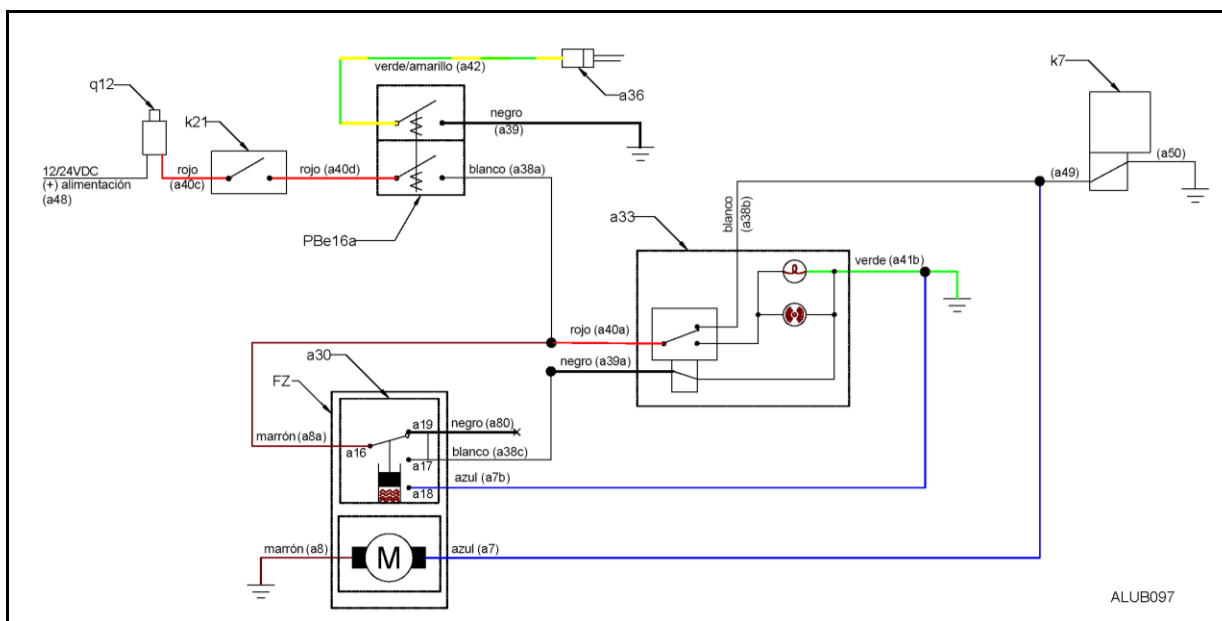 q12
k21
12/24VDC
(+) alimentación
(a48)
rojo
(a40c)
rojo (a40d)
verde/amarillo (a42)
a36
negro
(a39)
blanco (a38a)
PBe16a
k7
(a49)
(a50)
a33
blanco
(a38b)
verde (a41b)
rojo (a40a)
negro (a39a)
a30
FZ
marrón (a8a)
a16
a19
negro (a80)
a17
blanco (a38c)
azul (a7b)
a18
marrón (a8)
M
azul (a7)
ALUB097